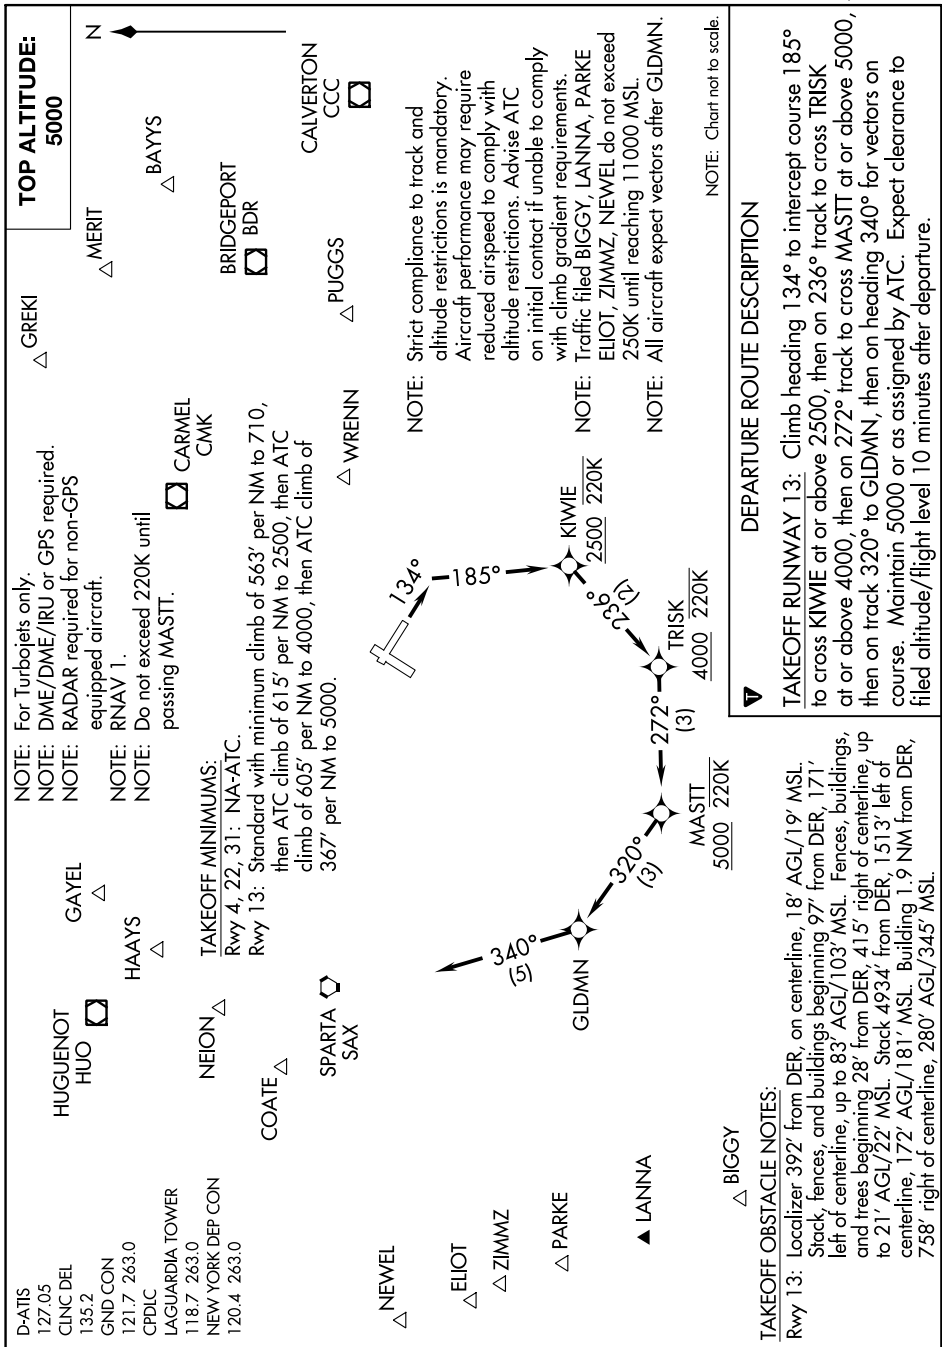 TOP ALTITUDE:
5000
D-ATIS
127.05
CLNC DEL
135.2
GND CON
121.7 263.0
CPDLC
LAGUARDIA TOWER
118.7 263.0
NEW YORK DEP CON
120.4 263.0
HUGUENOT
HUO
GAYEL
HAAYS
NEION
COATE
SPARTA
SAX
NEWEL
ELIOT
ZIMMZ
PARKE
LANNA
BIGGY
NOTE: For Turbojets only.
NOTE: DME/DME/IRU or GPS required.
NOTE: RADAR required for non-GPS
equipped aircraft.
NOTE: RNAV 1.
NOTE: Do not exceed 220K until
passing MASTT.
TAKEOFF MINIMUMS:
Rwy 4, 22, 31: NA-ATC.
Rwy 13: Standard with minimum climb of 563' per NM to 710,
then ATC climb of 615' per NM to 2500, then ATC
climb of 605' per NM to 4000, then ATC climb of
367' per NM to 5000.
GREKI
MERIT
BAYYS
N
CARMEL
CMK
BRIDGEPORT
BDR
CALVERTON
CCC
WRENN
PUGGS
134°
185°
KIWIE
2500 220K
236°
(2)
TRISK
4000 220K
272°
(3)
MASTT
5000 220K
320°
(3)
GLDMN
340°
(5)
NOTE: Strict compliance to track and
altitude restrictions is mandatory.
Aircraft performance may require
reduced airspeed to comply with
altitude restrictions. Advise ATC
on initial contact if unable to comply
with climb gradient requirements.
NOTE: Traffic filed BIGGY, LANNA, PARKE
ELIOT, ZIMMZ, NEWEL do not exceed
250K until reaching 11000 MSL.
NOTE: All aircraft expect vectors after GLDMN.
NOTE: Chart not to scale.
TAKEOFF OBSTACLE NOTES:
Rwy 13: Localizer 392' from DER, on centerline, 18' AGL/19' MSL.
Stack, fences, and buildings beginning 97' from DER, 171'
left of centerline, up to 83' AGL/103' MSL. Fences, buildings,
and trees beginning 28' from DER, 415' right of centerline, up
to 21' AGL/22' MSL. Stack 4934' from DER, 1513' left of
centerline, 172' AGL/181' MSL. Building 1.9 NM from DER,
758' right of centerline, 280' AGL/345' MSL.
T
DEPARTURE ROUTE DESCRIPTION
TAKEOFF RUNWAY 13: Climb heading 134° to intercept course 185°
to cross KIWIE at or above 2500, then on 236° track to cross TRISK
at or above 4000, then on 272° track to cross MASTT at or above 5000,
then on track 320° to GLDMN, then on heading 340° for vectors on
course. Maintain 5000 or as assigned by ATC. Expect clearance to
filed altitude/flight level 10 minutes after departure.